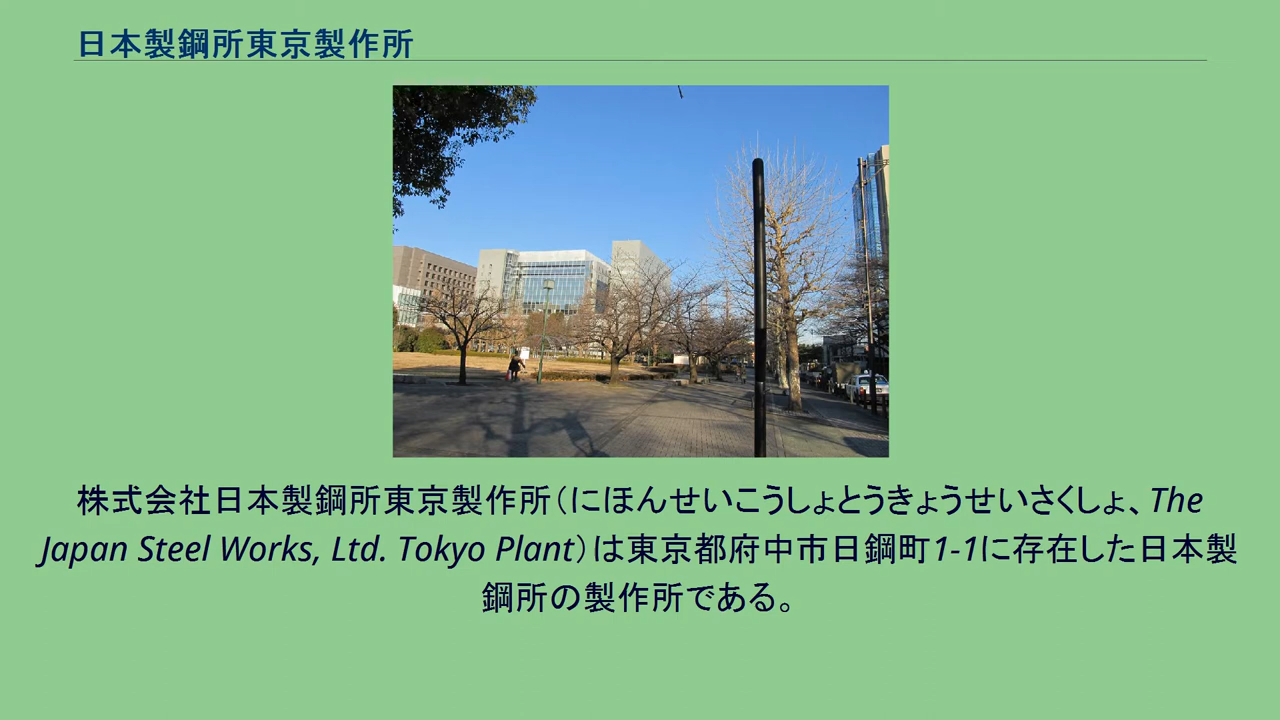 日本製鋼所東京製作所
株式会社日本製鋼所東京製作所（にほんせいこうしょとうきょうせいさくしょ、The
Japan Steel Works, Ltd. Tokyo Plant）は東京都府中市日鋼町1-1に存在した日本製
鋼所の製作所である。